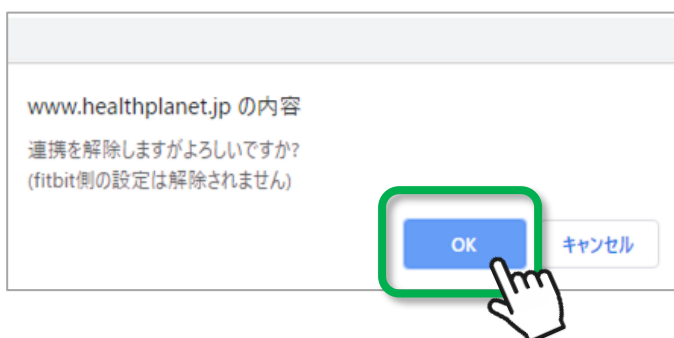 www.healthplanet.jp の内容
連携を解除しますがよろしいですか?
(fitbit側の設定は解除されません)
OK キャンセル